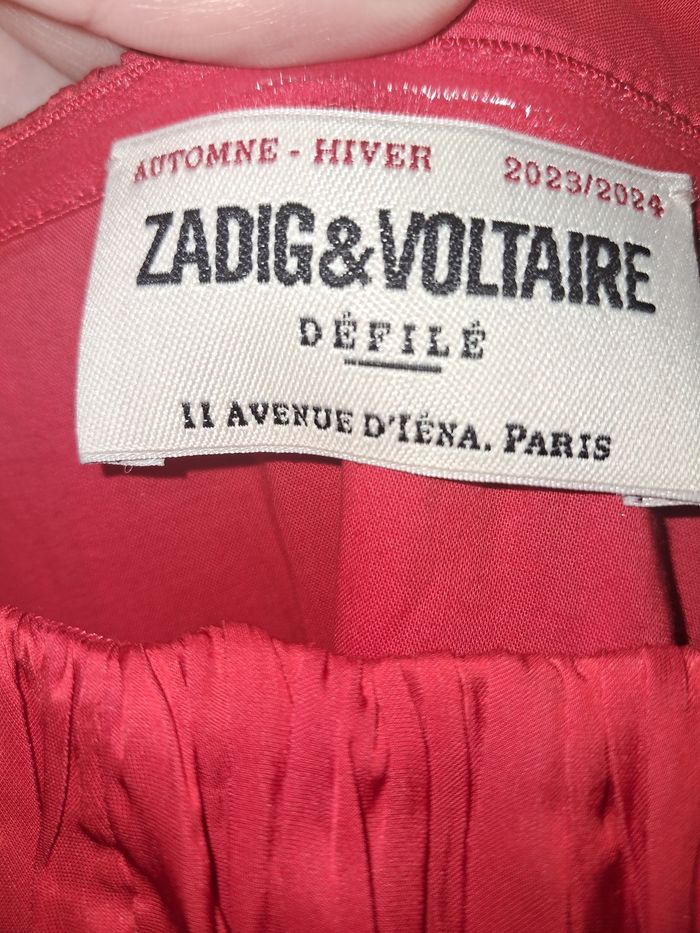 AUTOMNE - HIVER 2023/2024
ZADIG&VOLTAIRE
DÉFILÉ
11 AVENUE D'IÉNA. PARIS